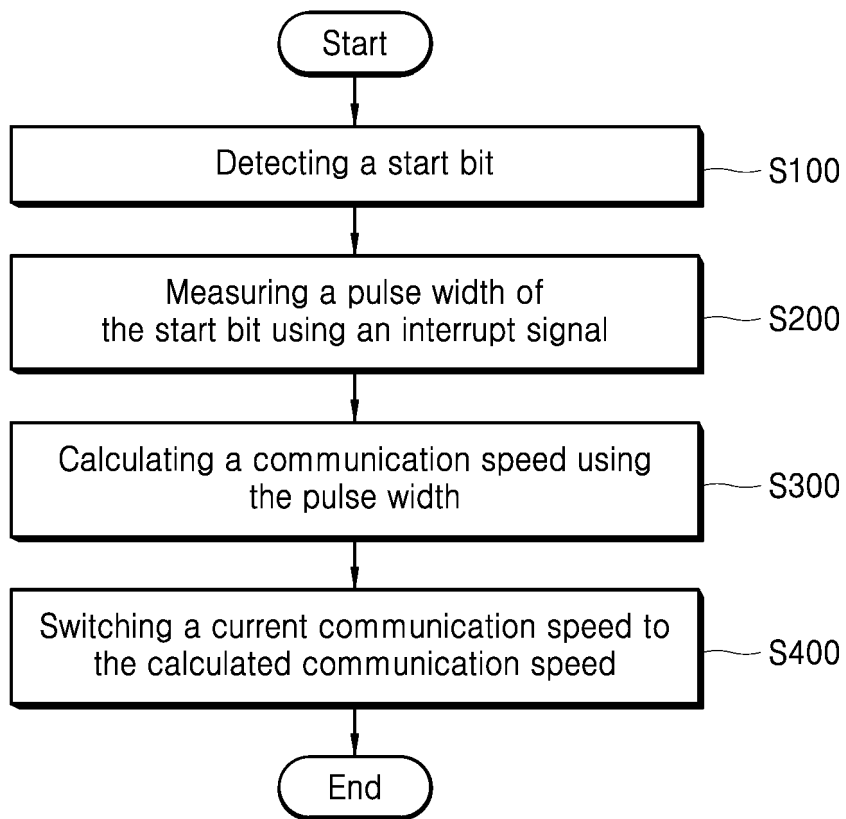 Start
Detecting a start bit
S100
Measuring a pulse width of
the start bit using an interrupt signal
S200
Calculating a communication speed using
the pulse width
S300
Switching a current communication speed to
the calculated communication speed
S400
End